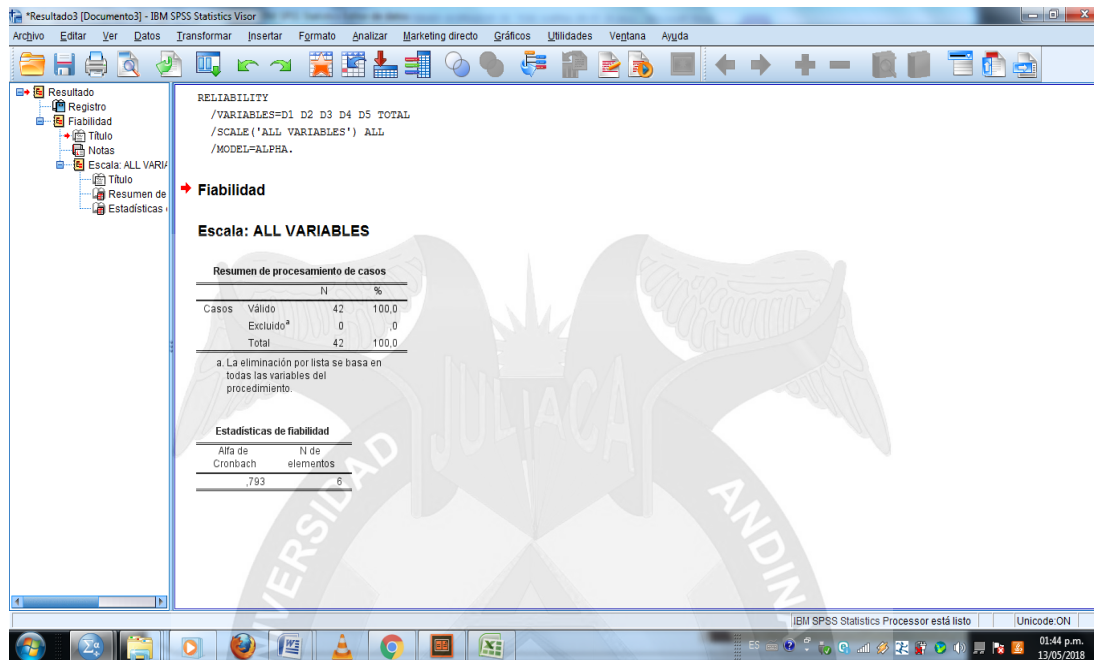 *Resultado3 [Documento3] - IBM SPSS Statistics Visor
Archivo Editar Ver Datos Transformar Insertar Formato Analizar Marketing directo Gráficos Utilidades Ventana Ayuda
Resultado
Registro
Fiabilidad
Título
Notas
Escala: ALL VARIA
Título
Resumen de
Estadísticas
RELIABILITY
/VARIABLES=D1 D2 D3 D4 D5 TOTAL
/SCALE('ALL VARIABLES') ALL
/MODEL=ALPHA.
Fiabilidad
Escala: ALL VARIABLES
Resumen de procesamiento de casos
N %
Casos Válido 42 100,0
Excluidoª 0 ,0
Total 42 100,0
a. La eliminación por lista se basa en
todas las variables del
procedimiento.
Estadísticas de fiabilidad
Alfa de N de
Cronbach elementos
,793 6
JULIACA
IVERSIDAD ANDIN
IBM SPSS Statistics Processor está listo Unicode:ON
ES 01:44 p.m.
13/05/2018